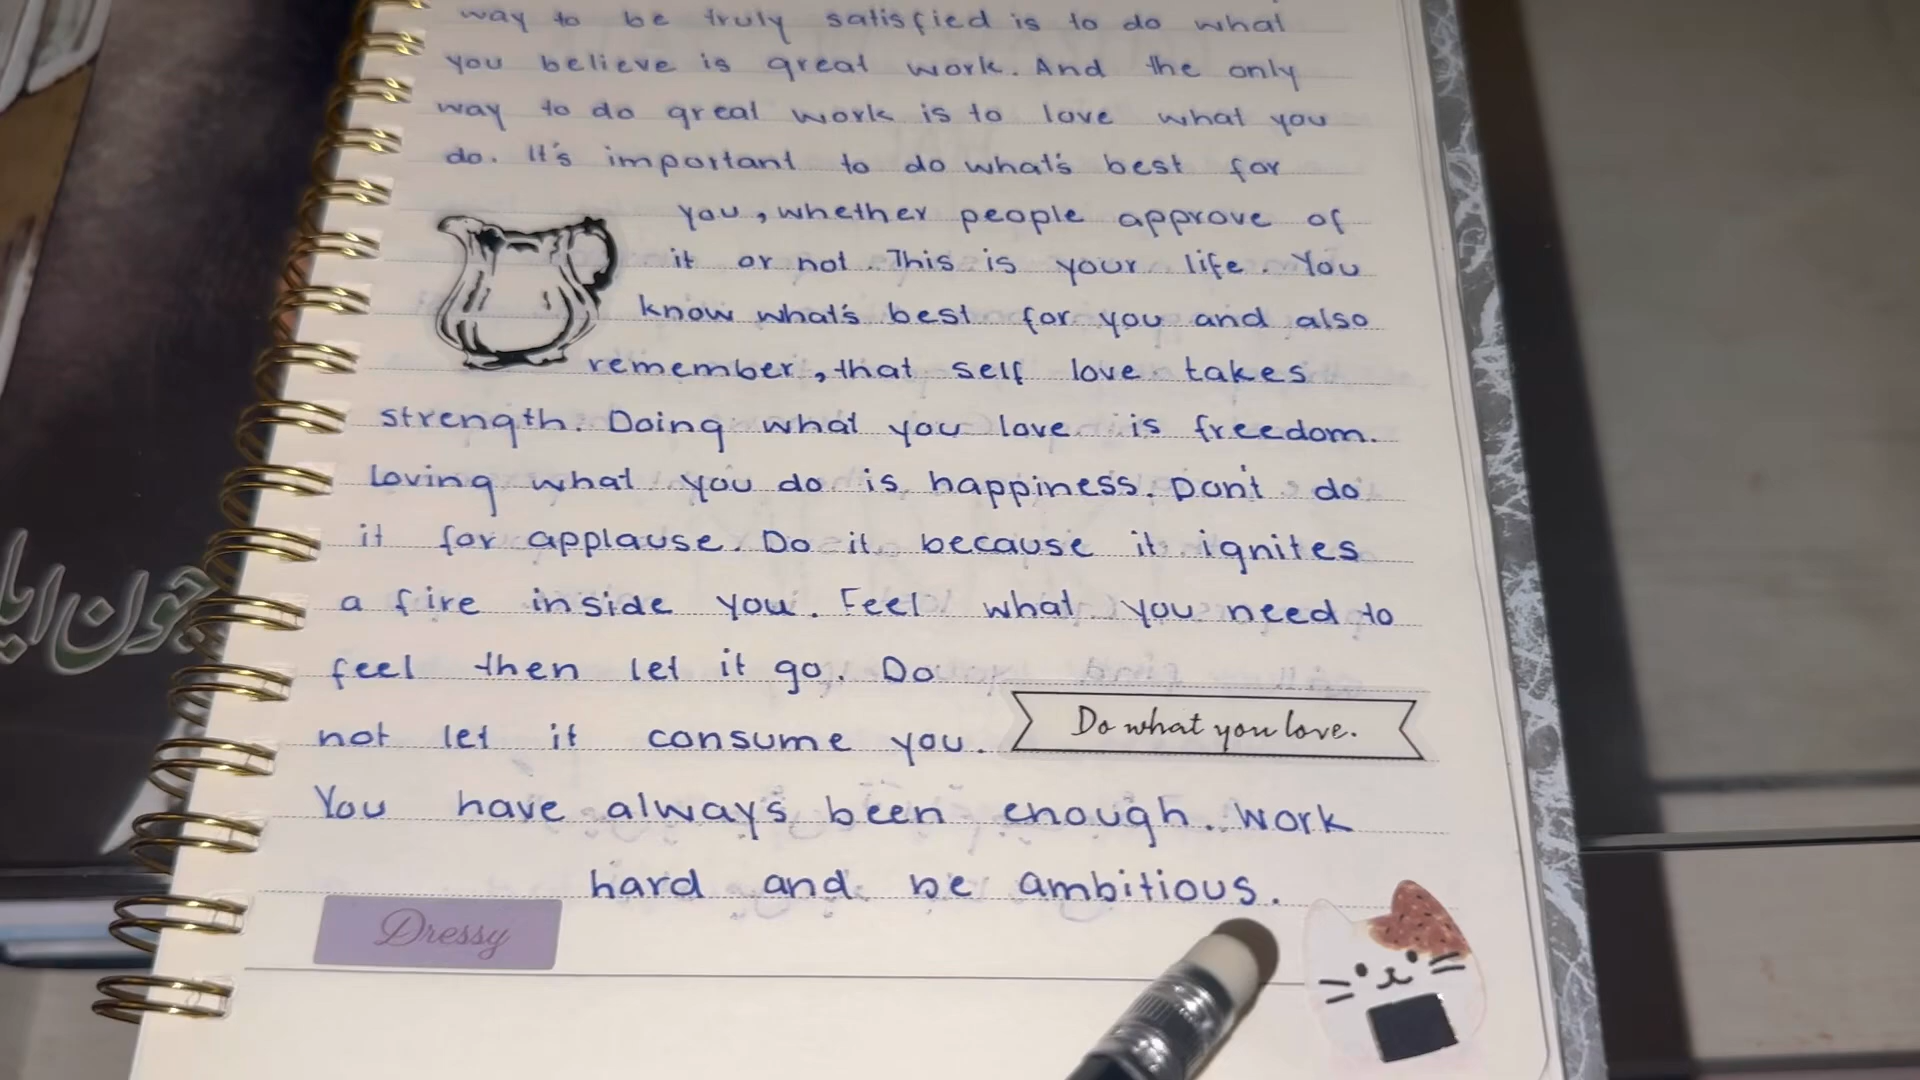 way to be truly satisfied is to do what
you believe is great work. And the only
way to do great work is to love what you
do. It's important to do what's best for
you, whether people approve of
it or not. This is your life. You
know what's best for you and also
remember, that self love takes
strength. Doing what you love is freedom.
Loving what you do is happiness. Don't do
it for applause. Do it because it ignites
a fire inside you. Feel what you need to
feel then let it go. Do
not let it consume you.
Do what you love.
You have always been enough. Work
hard and be ambitious.
Dressy
جون ایلیا